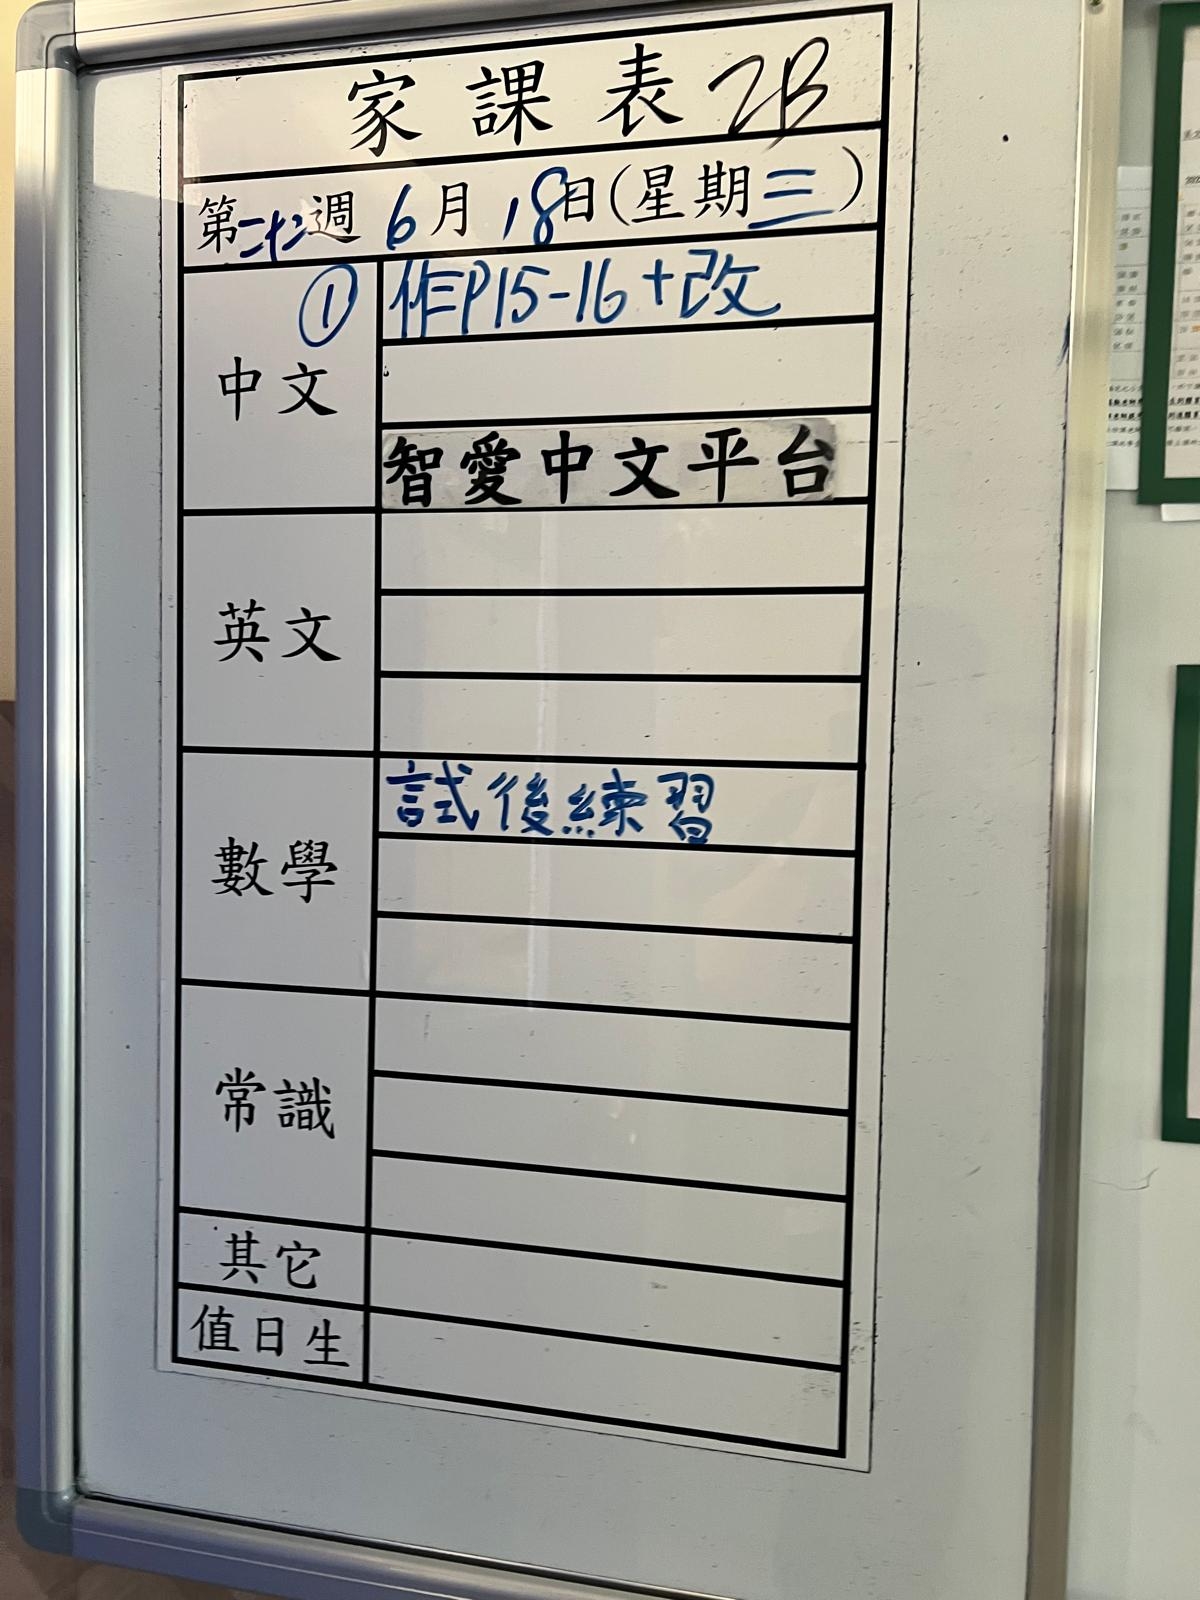 家課表 2B
第二十二週 6月 18日(星期三)
中文
① 作P15-16+改
智愛中文平台
英文
數學
試後練習
常識
其它
值日生